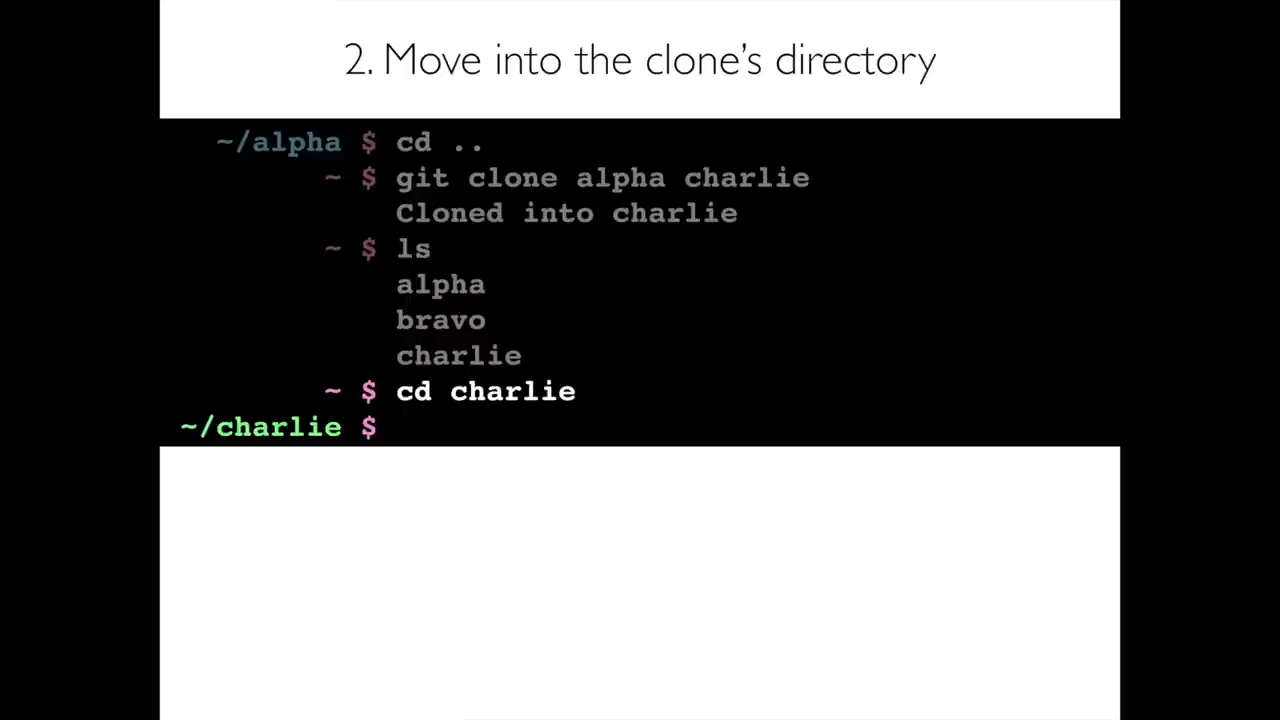 2. Move into the clone’s directory
~/alpha $ cd ..
~ $ git clone alpha charlie
Cloned into charlie
~ $ ls
alpha
bravo
charlie
~ $ cd charlie
~/charlie $